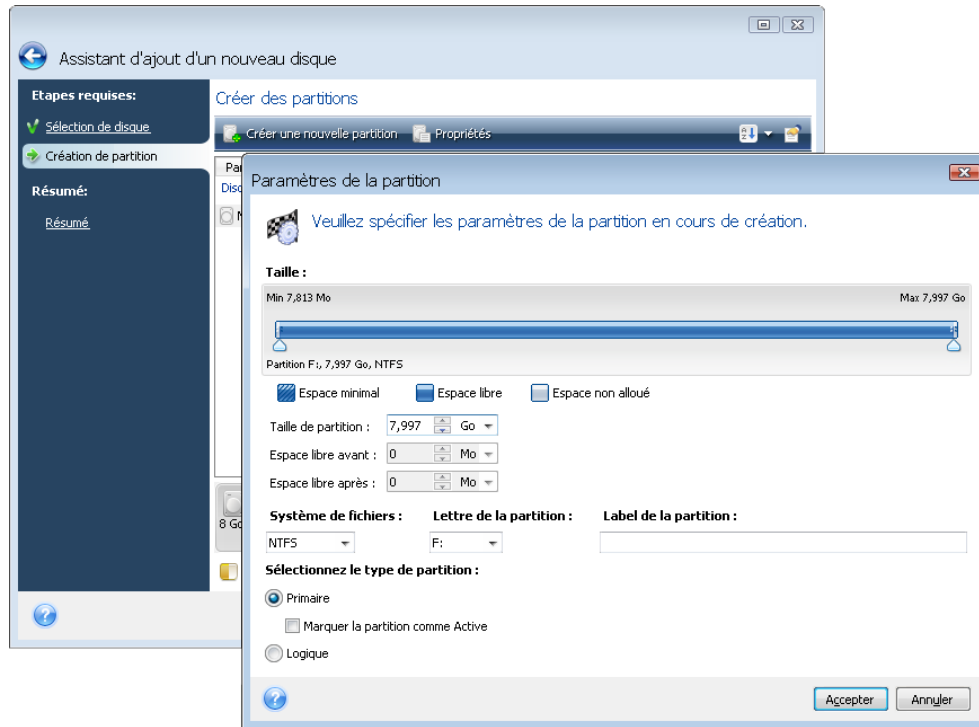 Assistant d'ajout d'un nouveau disque
Etapes requises:
Sélection de disque
Création de partition
Résumé:
Résumé
Créer des partitions
Créer une nouvelle partition Propriétés
Paramètres de la partition
Veuillez spécifier les paramètres de la partition en cours de création.
Taille :
Min 7,813 Mo Max 7,997 Go
Partition F:, 7,997 Go, NTFS
Espace minimal Espace libre Espace non alloué
Taille de partition : 7,997 Go
Espace libre avant : 0 Mo
Espace libre après : 0 Mo
Système de fichiers : Lettre de la partition : Label de la partition :
NTFS F:
Sélectionnez le type de partition :
Primaire
Marquer la partition comme Active
Logique
Accepter Annuler